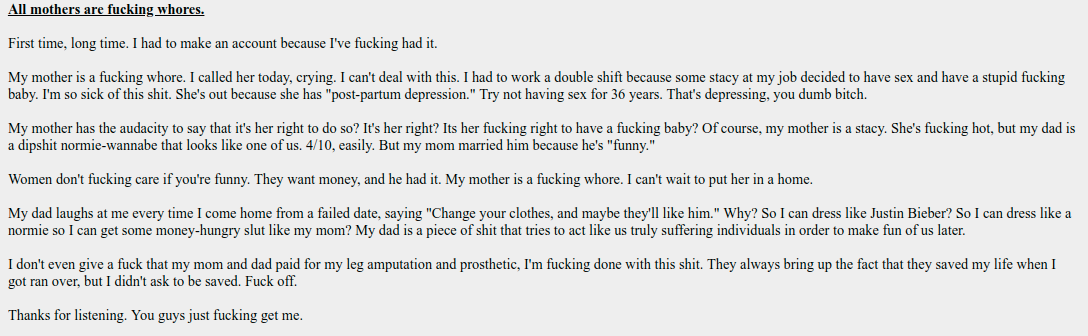 All mothers are fucking whores.
First time, long time. I had to make an account because I've fucking had it.
My mother is a fucking whore. I called her today, crying. I can't deal with this. I had to work a double shift because some stacy at my job decided to have sex and have a stupid fucking
baby. I'm so sick of this shit. She's out because she has "post-partum depression." Try not having sex for 36 years. That's depressing, you dumb bitch.
My mother has the audacity to say that it's her right to do so? It's her right? Its her fucking right to have a fucking baby? Of course, my mother is a stacy. She's fucking hot, but my dad is
a dipshit normie-wannabe that looks like one of us. 4/10, easily. But my mom married him because he's "funny."
Women don't fucking care if you're funny. They want money, and he had it. My mother is a fucking whore. I can't wait to put her in a home.
My dad laughs at me every time I come home from a failed date, saying "Change your clothes, and maybe they'll like him." Why? So I can dress like Justin Bieber? So I can dress like a
normie so I can get some money-hungry slut like my mom? My dad is a piece of shit that tries to act like us truly suffering individuals in order to make fun of us later.
I don't even give a fuck that my mom and dad paid for my leg amputation and prosthetic, I'm fucking done with this shit. They always bring up the fact that they saved my life when I
got ran over, but I didn't ask to be saved. Fuck off.
Thanks for listening. You guys just fucking get me.